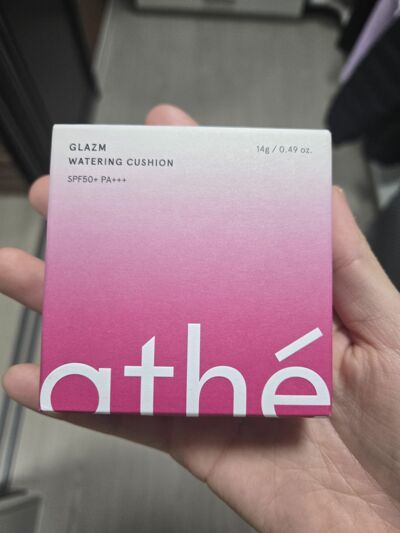 GLAZM
WATERING CUSHION
14g / 0.49 oz.
SPF50+ PA+++
athé